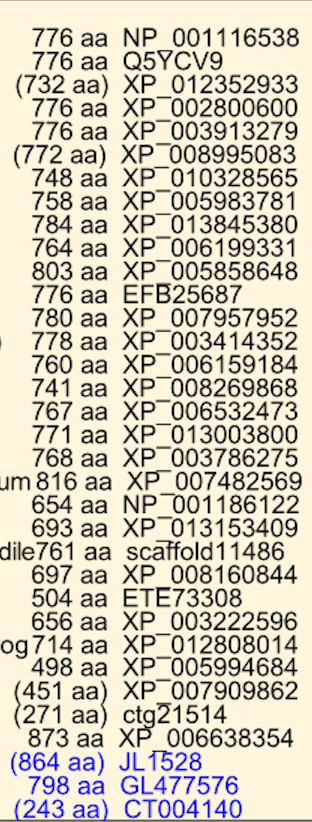 776 aa NP_001116538
776 aa Q5YCV9
(732 aa) XP_012352933
776 aa XP_002800600
776 aa XP_003913279
(772 aa) XP_008995083
748 aa XP_010328565
758 aa XP_005983781
784 aa XP_013845380
764 aa XP_006199331
803 aa XP_005858648
776 aa EFB25687
780 aa XP_007957952
) 778 aa XP_003414352
760 aa XP_006159184
741 aa XP_008269868
767 aa XP_006532473
771 aa XP_013003800
768 aa XP_003786275
um 816 aa XP_007482569
654 aa NP_001186122
693 aa XP_013153409
dile761 aa scaffold11486
697 aa XP_008160844
504 aa ETE73308
656 aa XP_003222596
og714 aa XP_012808014
498 aa XP_005994684
(451 aa) XP_007909862
(271 aa) ctg21514
873 aa XP_006638354
(864 aa) JL1528
798 aa GL477576
(243 aa) CT004140